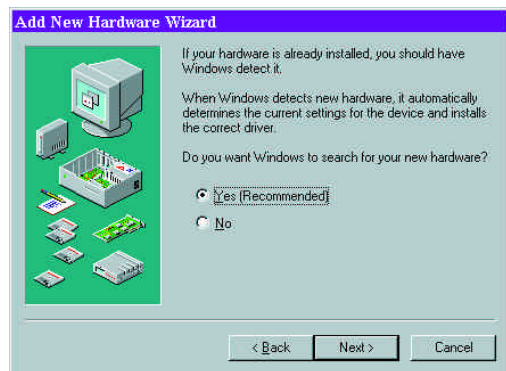 Add New Hardware Wizard
If your hardware is already installed, you should have
Windows detect it.
When Windows detects new hardware, it automatically
determines the current settings for the device and installs
the correct driver.
Do you want Windows to search for your new hardware?
Yes (Recommended)
No
< Back
Next >
Cancel